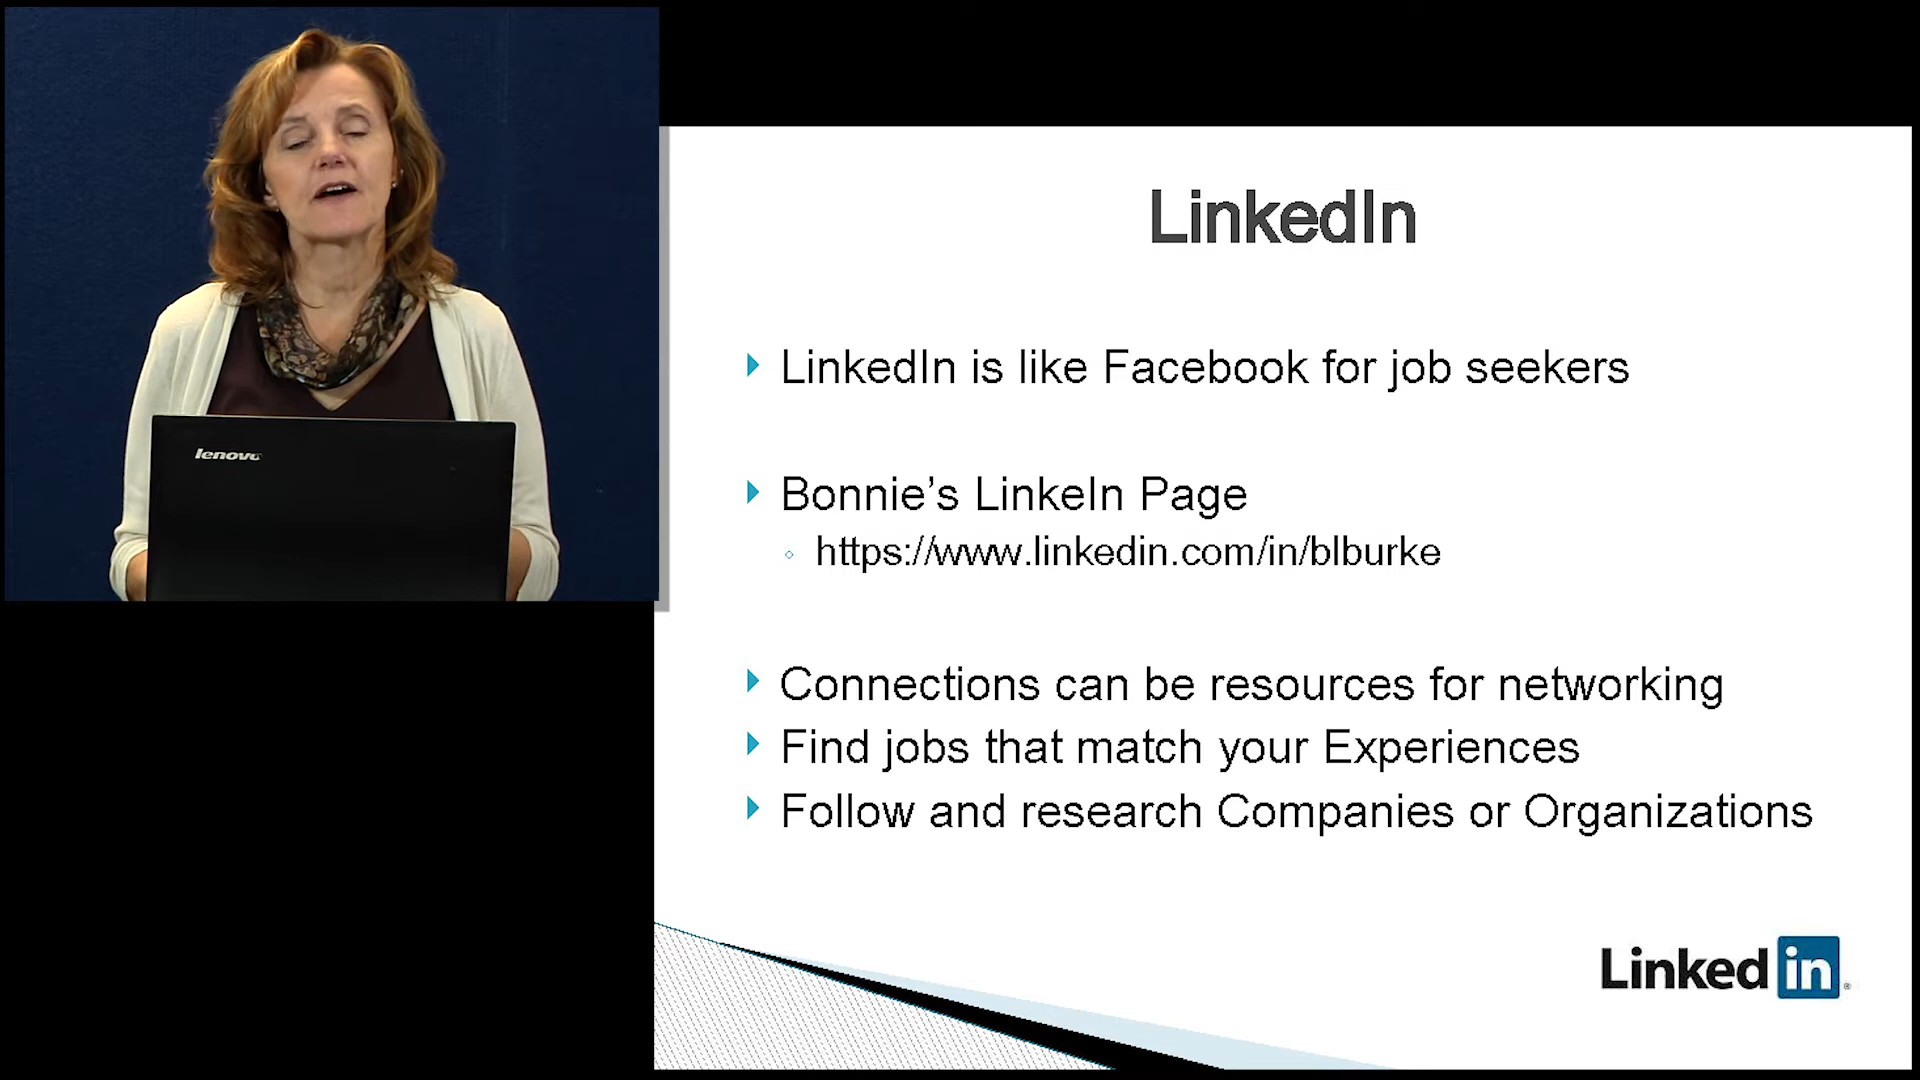 lenovo
LinkedIn
LinkedIn is like Facebook for job seekers
Bonnie’s LinkeIn Page
https://www.linkedin.com/in/blburke
Connections can be resources for networking
Find jobs that match your Experiences
Follow and research Companies or Organizations
Linked in ®